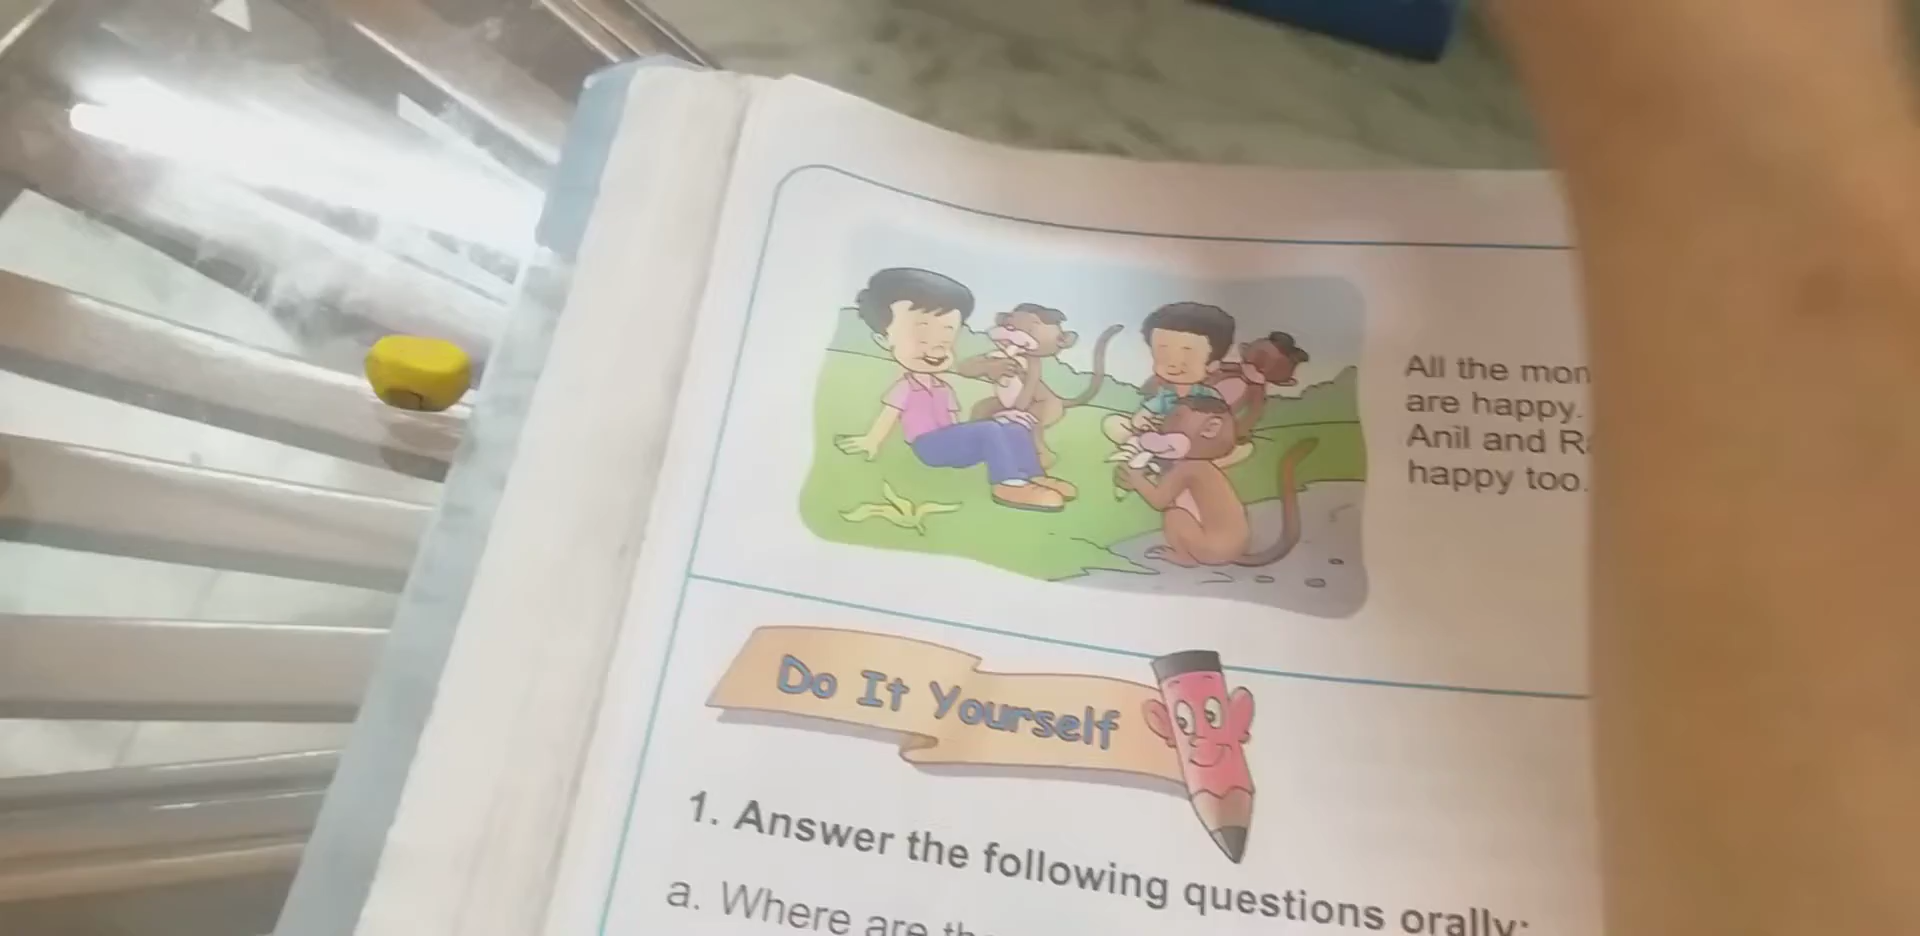 All the
are happy.
Anil and
happy too.
Do It Yourself
1. Answer the following questions orally:
a. Where are